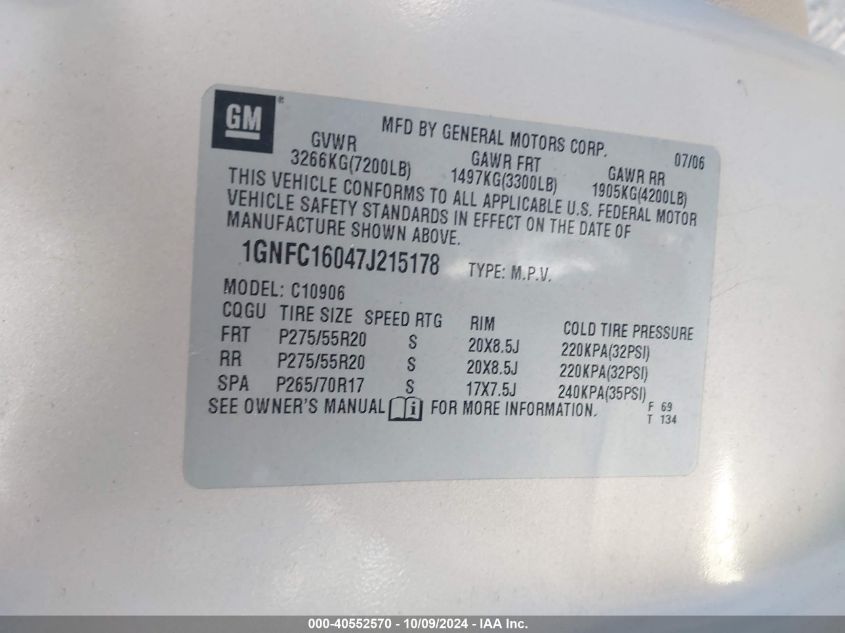 GM®
MFD BY GENERAL MOTORS CORP. 07/06
GVWR GAWR FRT GAWR RR
3266KG(7200LB) 1497KG(3300LB) 1905KG(4200LB)
THIS VEHICLE CONFORMS TO ALL APPLICABLE U.S. FEDERAL MOTOR
VEHICLE SAFETY STANDARDS IN EFFECT ON THE DATE OF
MANUFACTURE SHOWN ABOVE.
1GNFC16047J215178 TYPE: M.P.V.
MODEL: C10906
CQGU TIRE SIZE SPEED RTG RIM COLD TIRE PRESSURE
FRT P275/55R20 S 20X8.5J 220KPA(32PSI)
RR P275/55R20 S 20X8.5J 220KPA(32PSI)
SPA P265/70R17 S 17X7.5J 240KPA(35PSI)
SEE OWNER'S MANUAL i FOR MORE INFORMATION. F 69
T 134
000-40552570 - 10/09/2024 - IAA Inc.